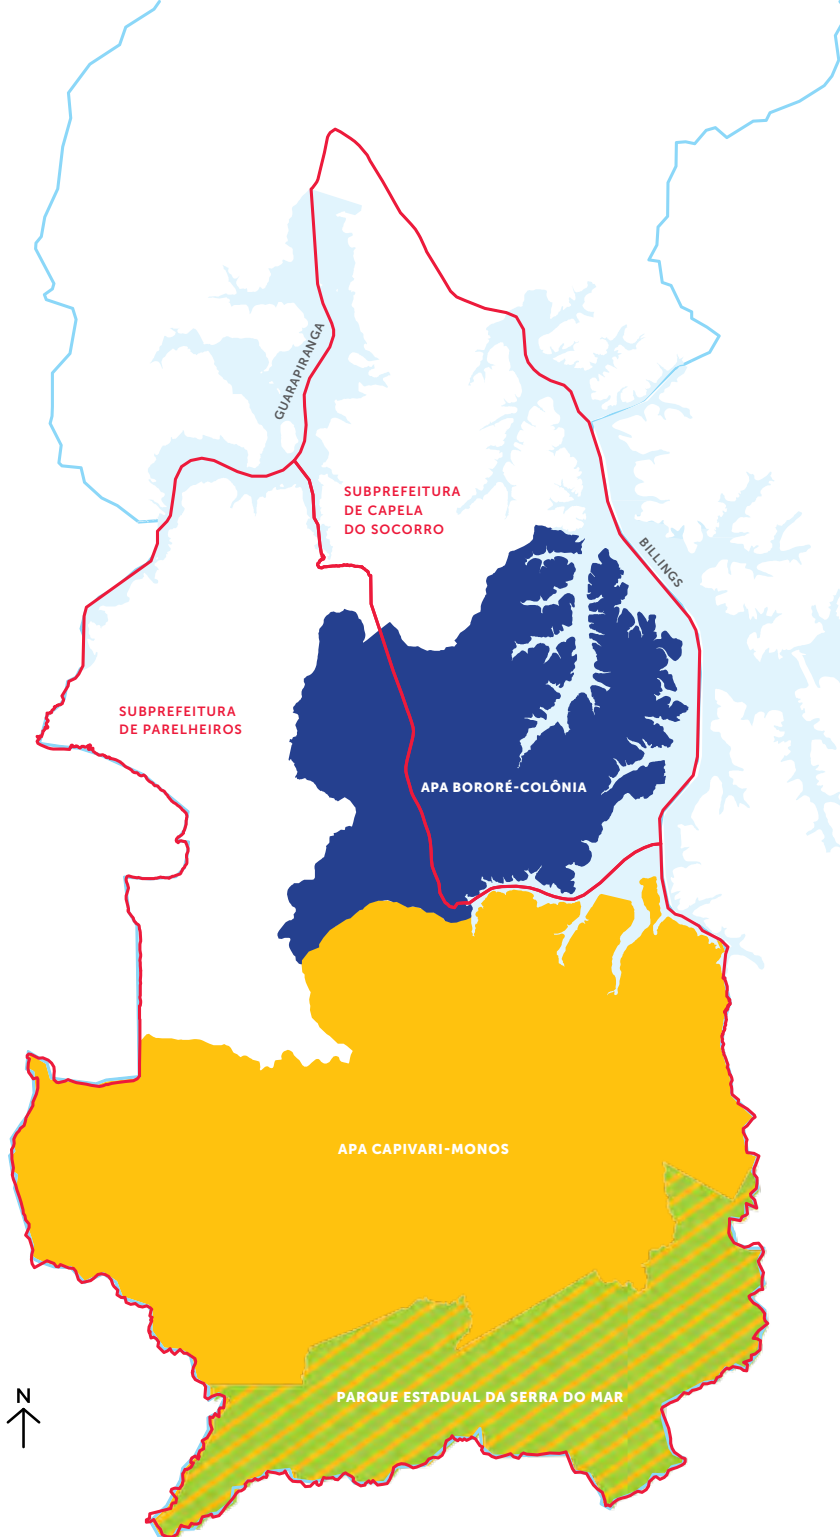 GUARAPIRANGA
SUBPREFEITURA
DE CAPELA
DO SOCORRO
BILLINGS
SUBPREFEITURA
DE PARELHEIROS
APA BORORÉ-COLÔNIA
APA CAPIVARI-MONOS
N
PARQUE ESTADUAL DA SERRA DO MAR